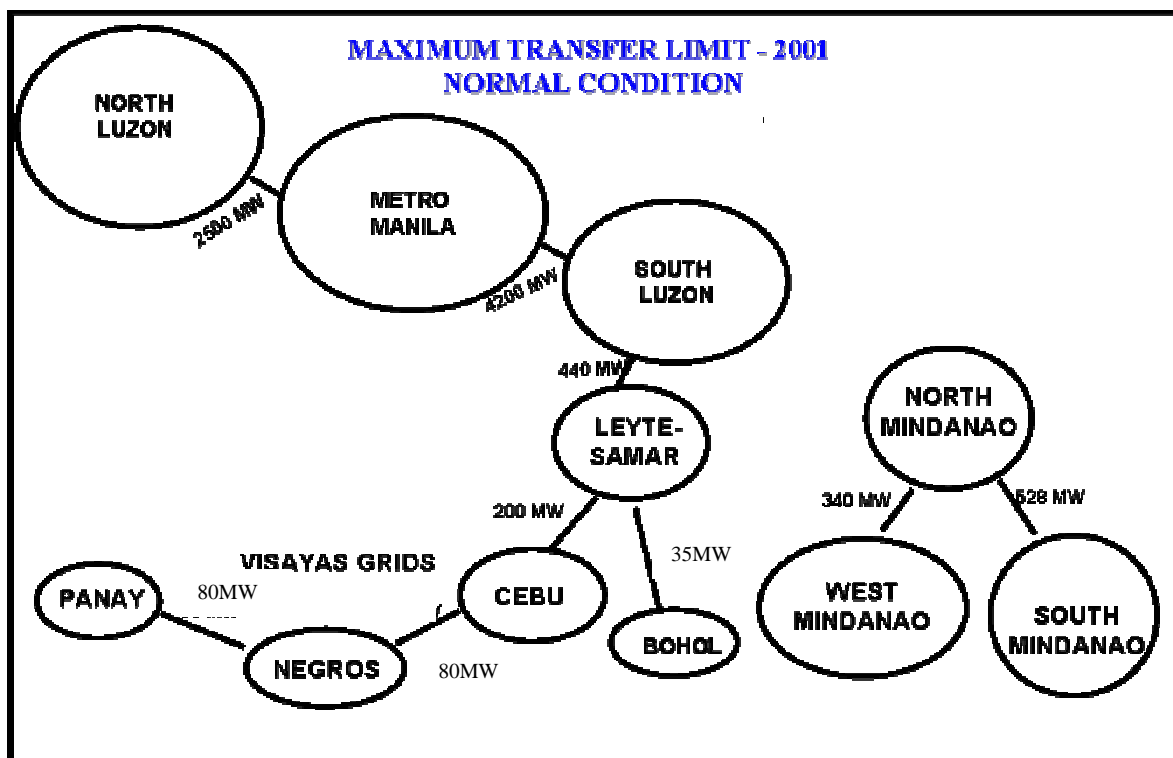 MAXIMUM TRANSFER LIMIT - 2001
NORMAL CONDITION
NORTH
LUZON
2500 MW
METRO
MANILA
4200 MW
SOUTH
LUZON
440 MW
LEYTE-
SAMAR
NORTH
MINDANAO
200 MW
340 MW
528 MW
VISAYAS GRIDS
35MW
PANAY
80MW
CEBU
WEST
MINDANAO
SOUTH
MINDANAO
NEGROS
80MW
BOHOL